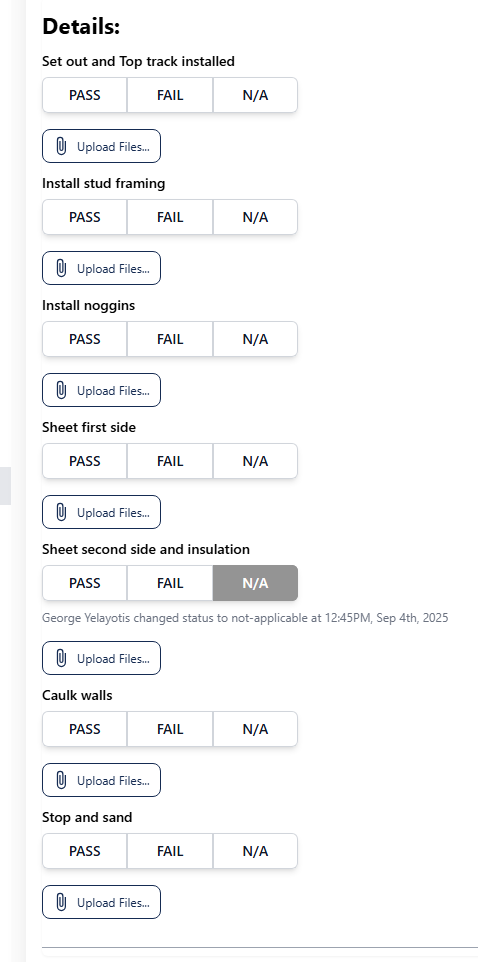 Details:
Set out and Top track installed
PASS FAIL N/A
Upload Files...
Install stud framing
PASS FAIL N/A
Upload Files...
Install noggins
PASS FAIL N/A
Upload Files...
Sheet first side
PASS FAIL N/A
Upload Files...
Sheet second side and insulation
PASS FAIL N/A
George Yelayotis changed status to not-applicable at 12:45PM, Sep 4th, 2025
Upload Files...
Caulk walls
PASS FAIL N/A
Upload Files...
Stop and sand
PASS FAIL N/A
Upload Files...